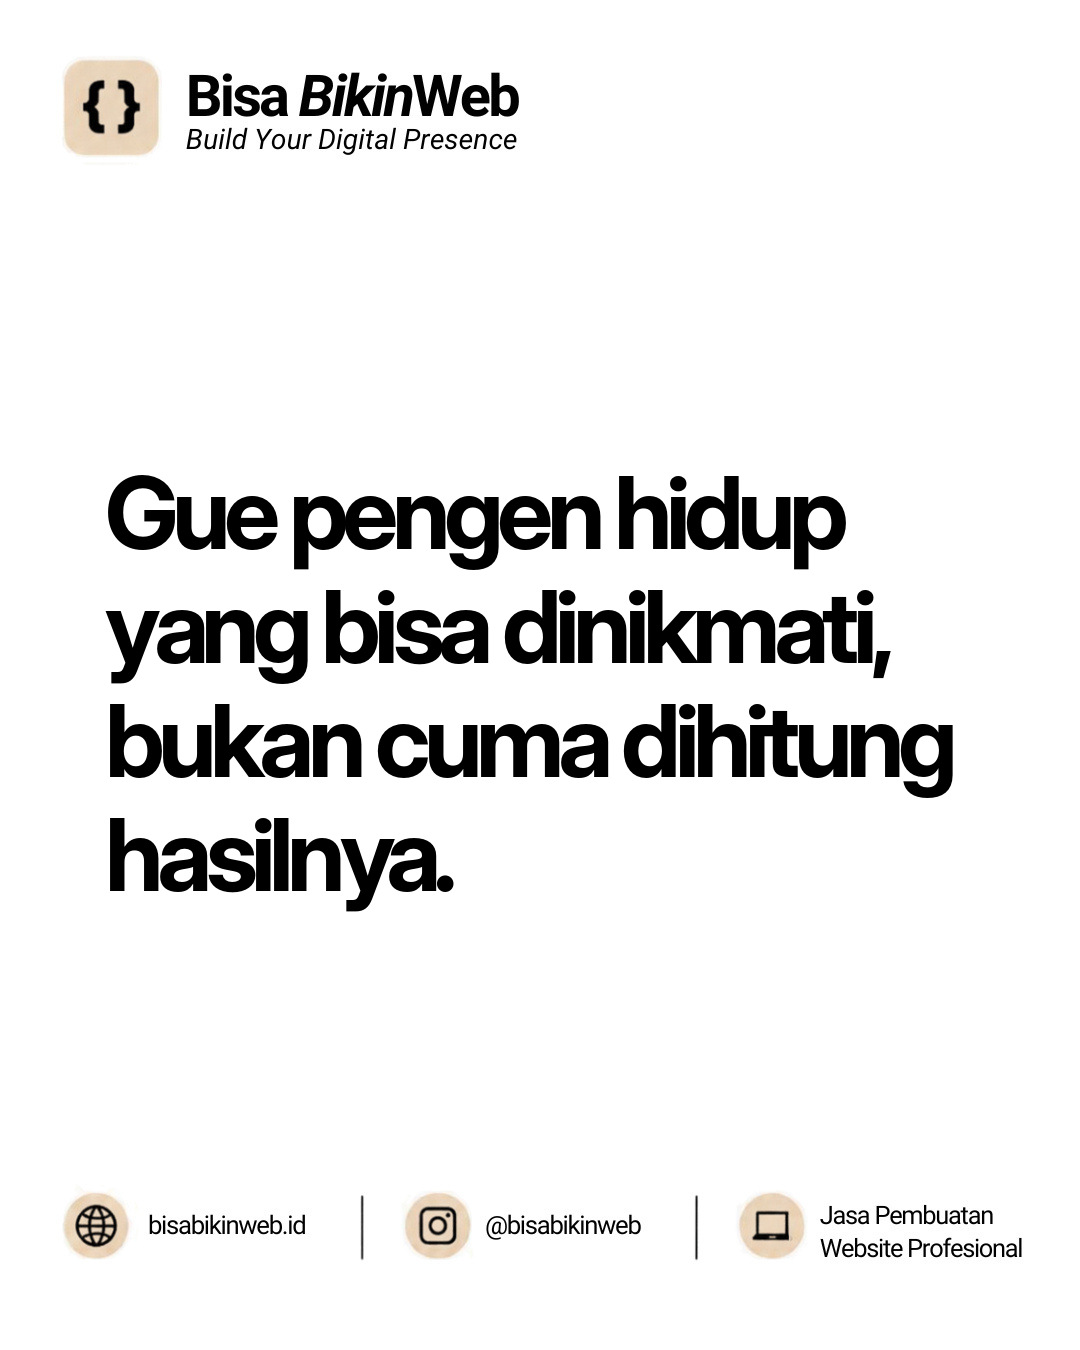 { }
Bisa BikinWeb
Build Your Digital Presence
Gue pengen hidup
yang bisa dinikmati,
bukan cuma dihitung
hasilnya.
bisabikinweb.id
@bisabikinweb
Jasa Pembuatan
Website Profesional